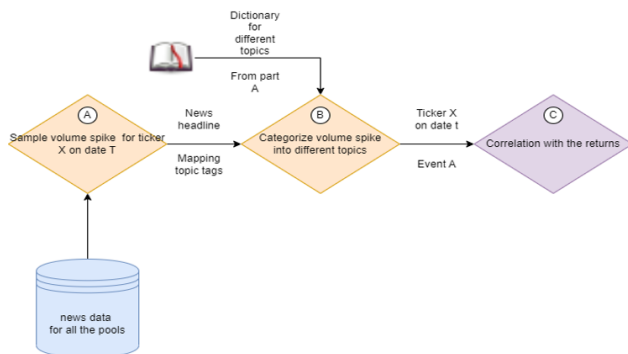 Dictionary
for
different
topics
From part
A
A
Sample volume spike for ticker
X on date T
News
headline
Mapping
topic tags
B
Categorize volume spike
into different topics
Ticker X
on date t
Event A
C
Correlation with the returns
news data
for all the pools